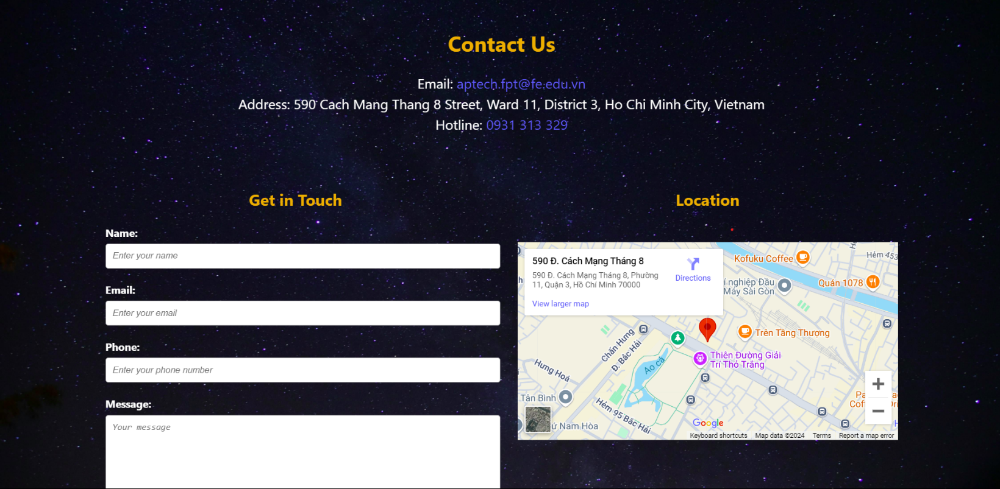 Contact Us
Email: aptech.fpt@fe.edu.vn
Address: 590 Cach Mang Thang 8 Street, Ward 11, District 3, Ho Chi Minh City, Vietnam
Hotline: 0931 313 329
Get in Touch
Name:
Enter your name
Email:
Enter your email
Phone:
Enter your phone number
Message:
Your message
Location
590 Đ. Cách Mạng Tháng 8
590 Đ. Cách Mạng Tháng 8, Phường
11, Quận 3, Hồ Chí Minh 70000
Directions
View larger map
Kofuku Coffee
Hẻm 453
Quán 1078
í nghiệp Đầu
Máy Sài Gòn
Trên Tầng Thượng
Thiên Đường Giải
Trí Thỏ Trắng
Chấn Hưng
Đ. Bắc Hải
Ao cá
Hưng Hoá
Tân Bình
Hẻm 95 Bắc Hải
ứ Nam Hòa
Google
Keyboard shortcuts
Map data ©2024
Terms
Report a map error